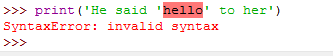 >>> print('He said 'hello' to her')
SyntaxError: invalid syntax
>>>